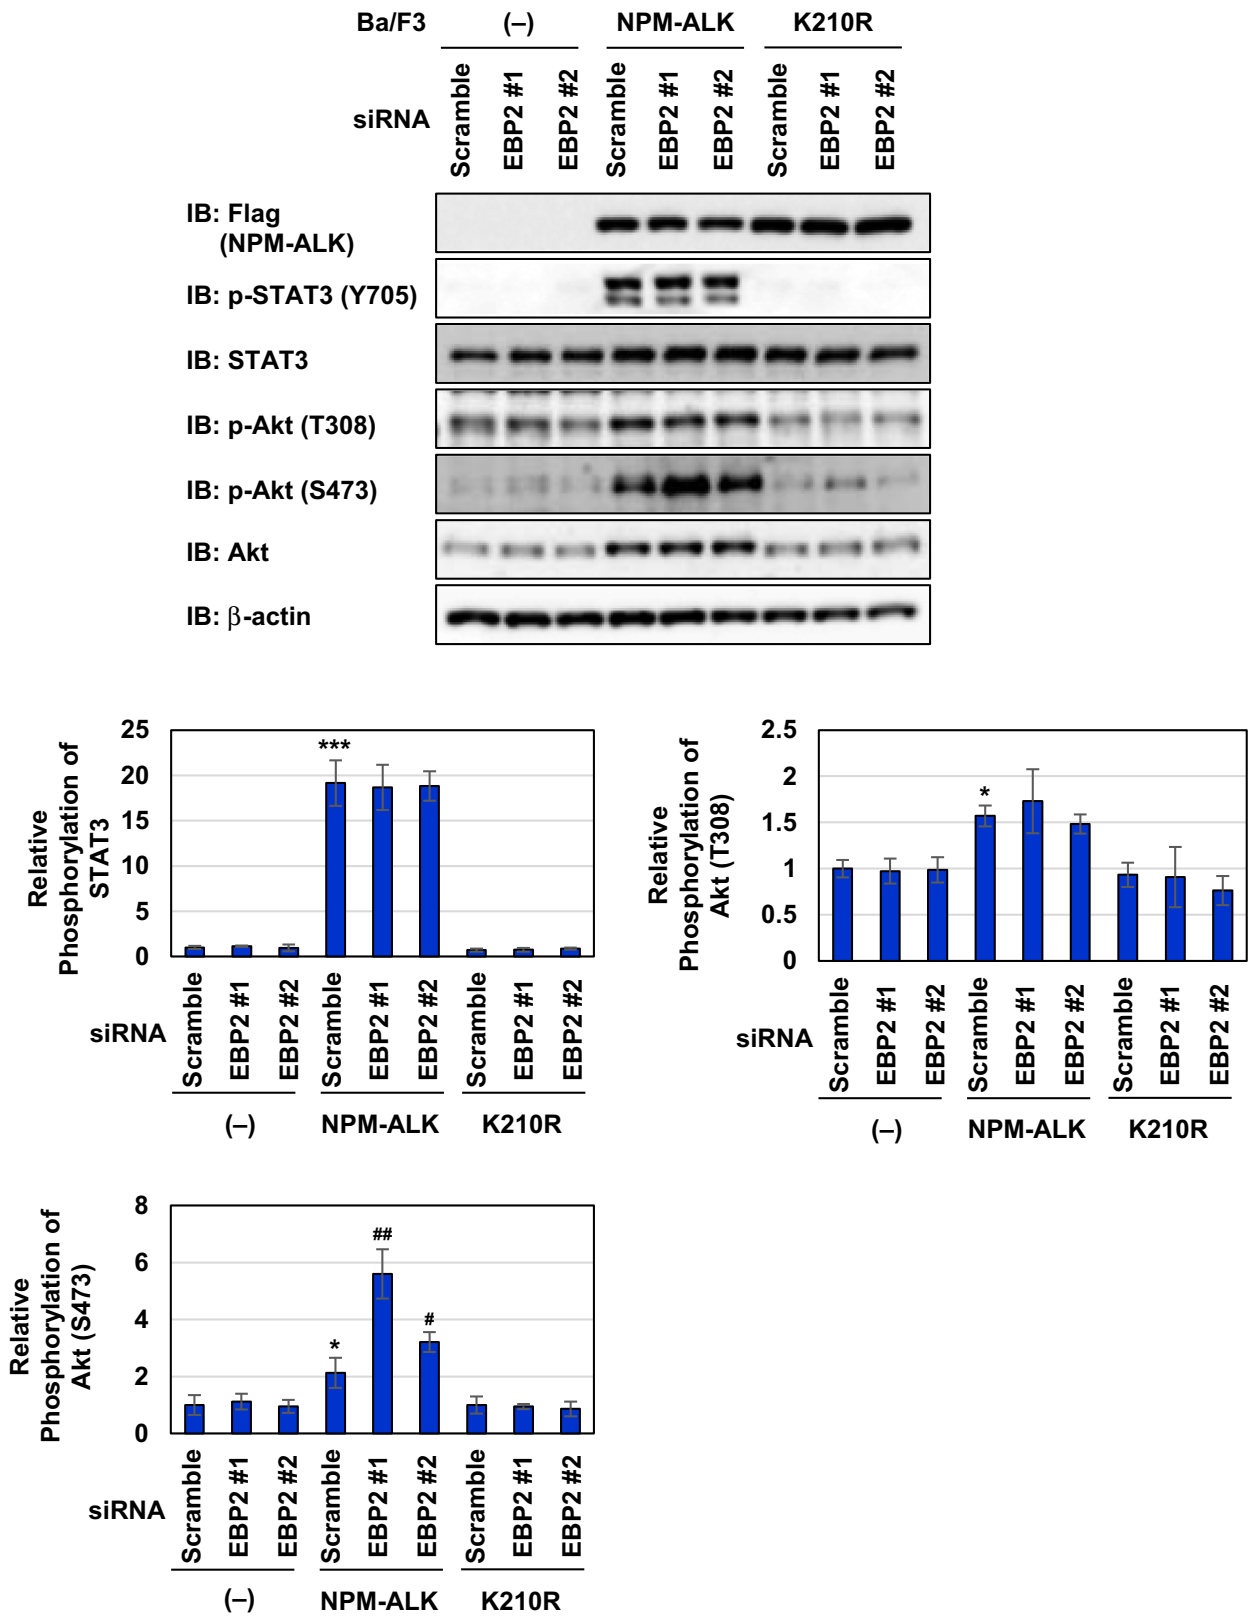 Ba/F3 (–) NPM-ALK K210R
siRNA Scramble EBP2 #1 EBP2 #2 Scramble EBP2 #1 EBP2 #2 Scramble EBP2 #1 EBP2 #2
IB: Flag
(NPM-ALK)
IB: p-STAT3 (Y705)
IB: STAT3
IB: p-Akt (T308)
IB: p-Akt (S473)
IB: Akt
IB: β-actin
Relative
Phosphorylation of
STAT3
25
20
15
10
5
0
***
siRNA Scramble EBP2 #1 EBP2 #2 Scramble EBP2 #1 EBP2 #2 Scramble EBP2 #1 EBP2 #2
(–) NPM-ALK K210R
Relative
Phosphorylation of
Akt (T308)
2.5
2
1.5
1
0.5
0
*
siRNA Scramble EBP2 #1 EBP2 #2 Scramble EBP2 #1 EBP2 #2 Scramble EBP2 #1 EBP2 #2
(–) NPM-ALK K210R
Relative
Phosphorylation of
Akt (S473)
8
6
4
2
0
* ## #
siRNA Scramble EBP2 #1 EBP2 #2 Scramble EBP2 #1 EBP2 #2 Scramble EBP2 #1 EBP2 #2
(–) NPM-ALK K210R